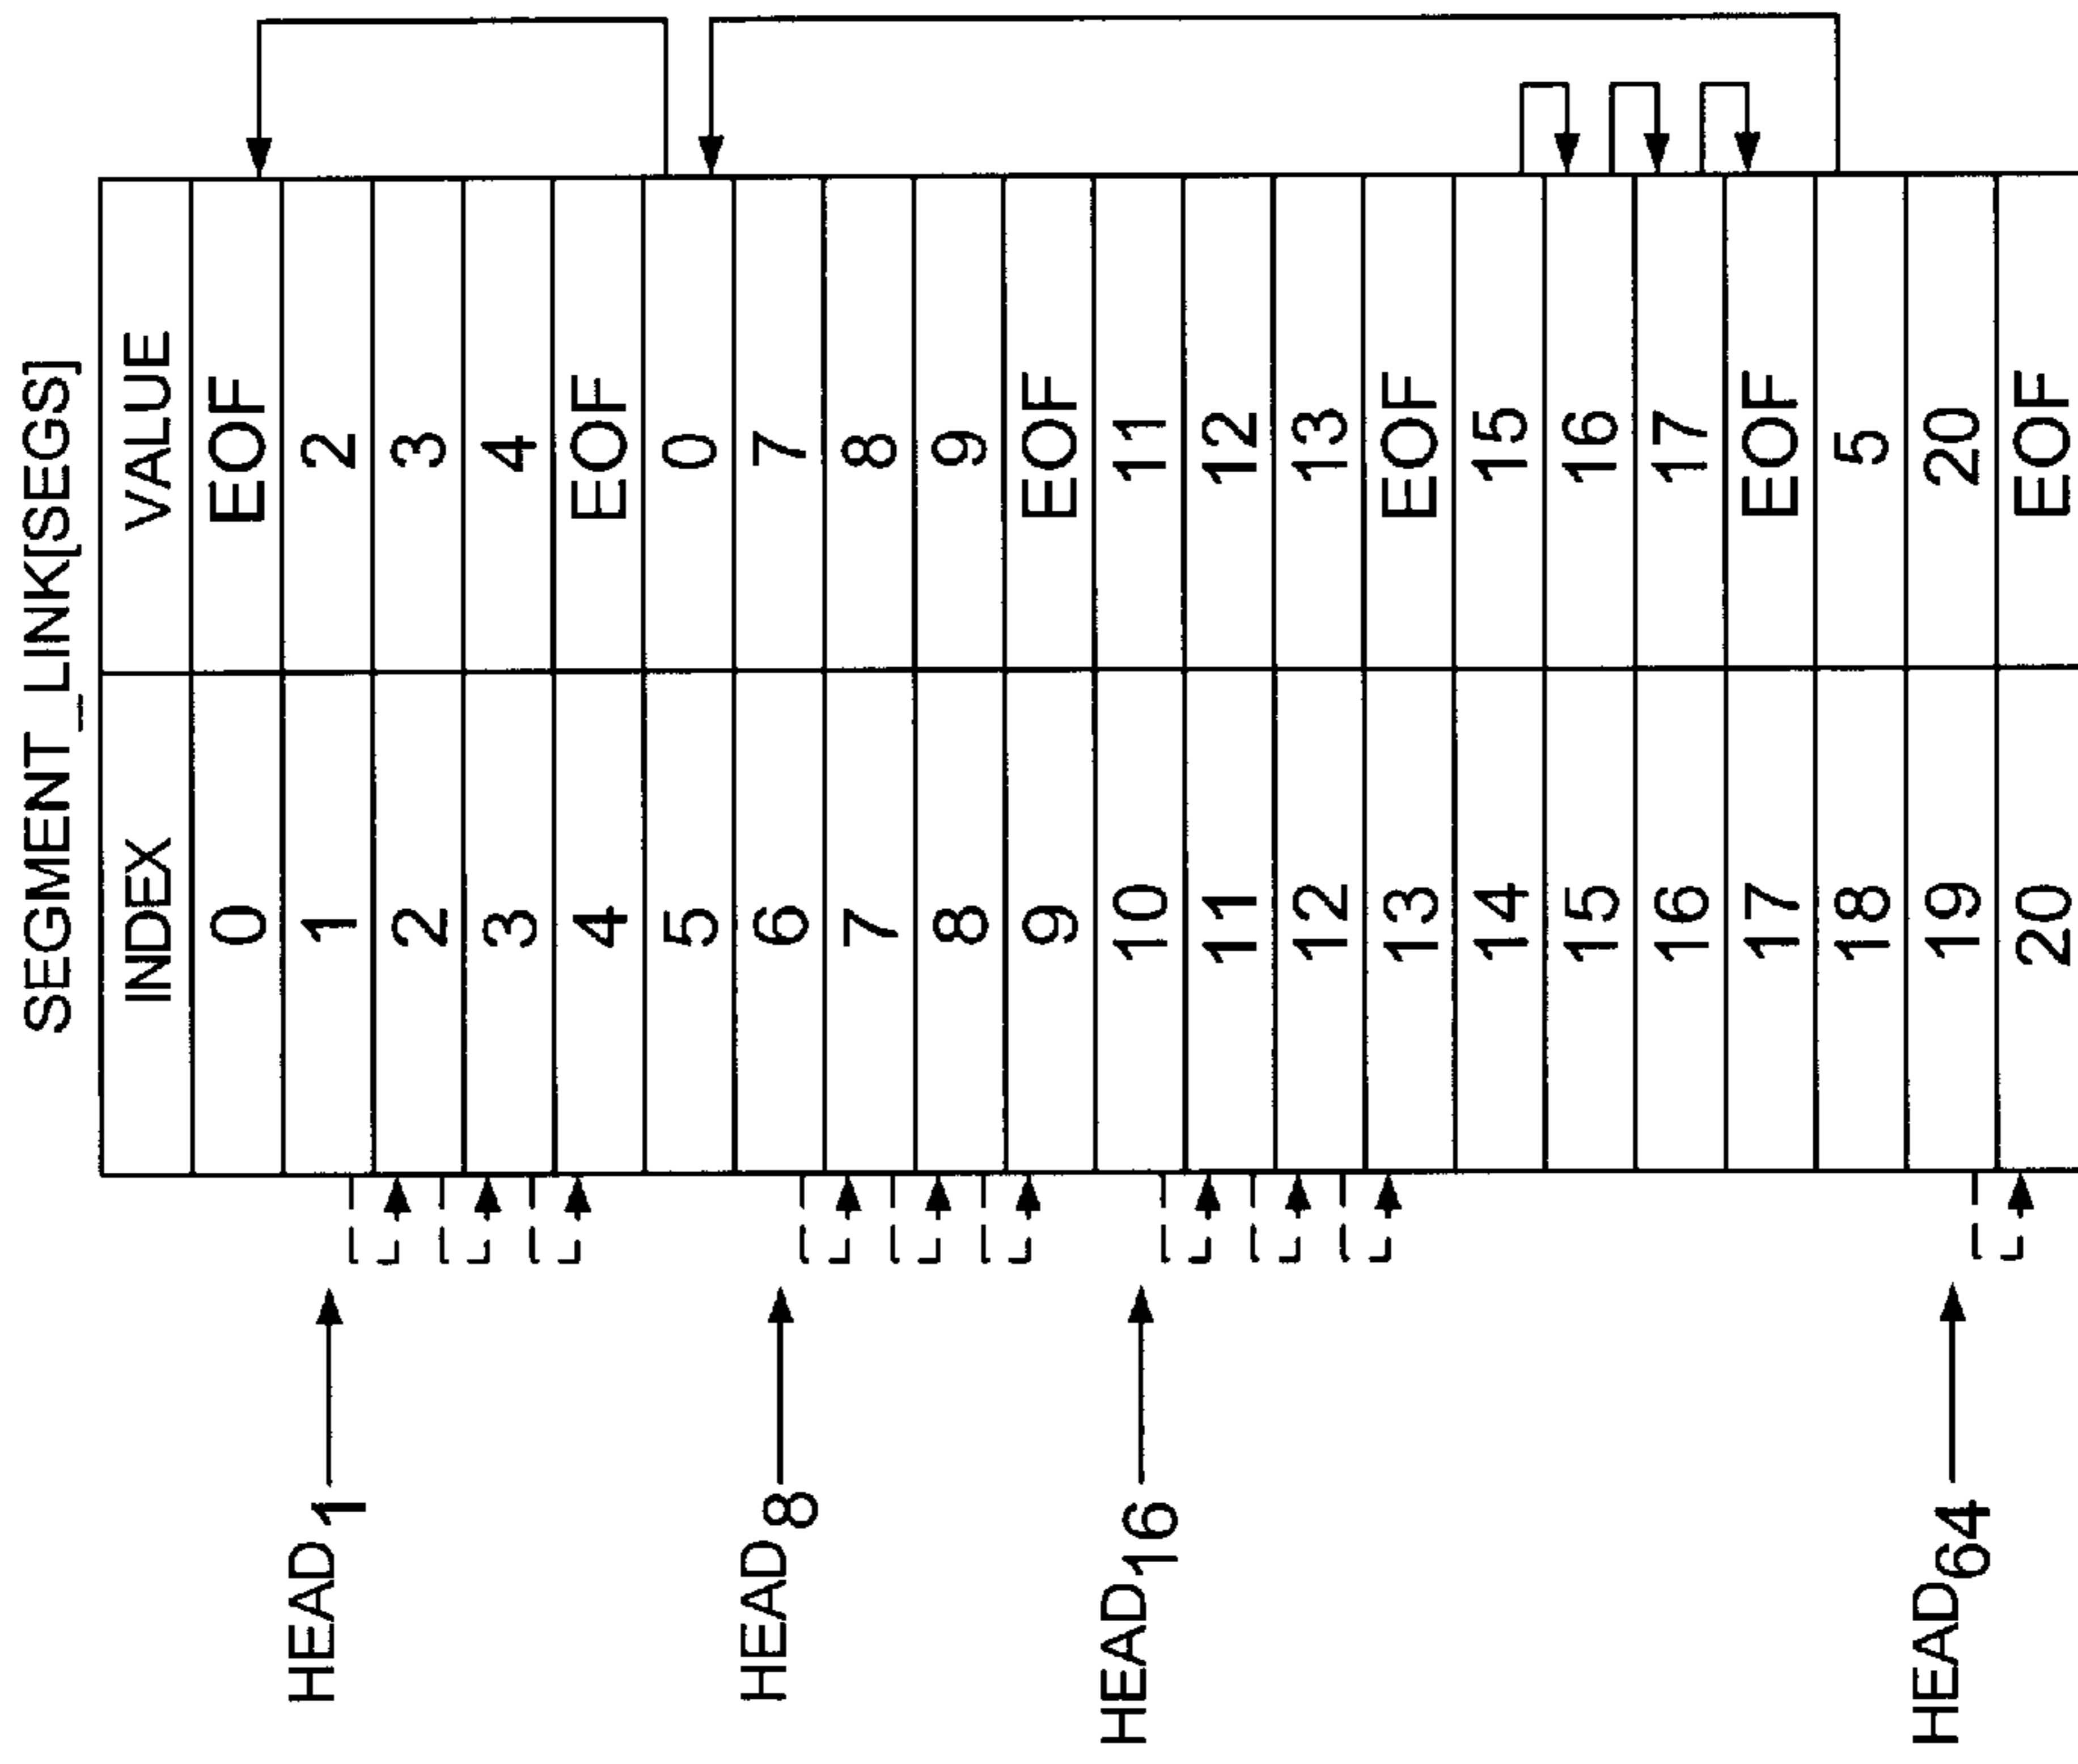 SEGMENT_LINK[SEGS]
INDEX VALUE
0 EOF
HEAD1 1 2
2 3
3 4
4 EOF
5 0
HEAD8 6 7
7 8
8 9
9 EOF
HEAD16 10 11
11 12
12 13
13 EOF
14 15
15 16
16 17
17 EOF
18 5
HEAD64 19 20
20 EOF